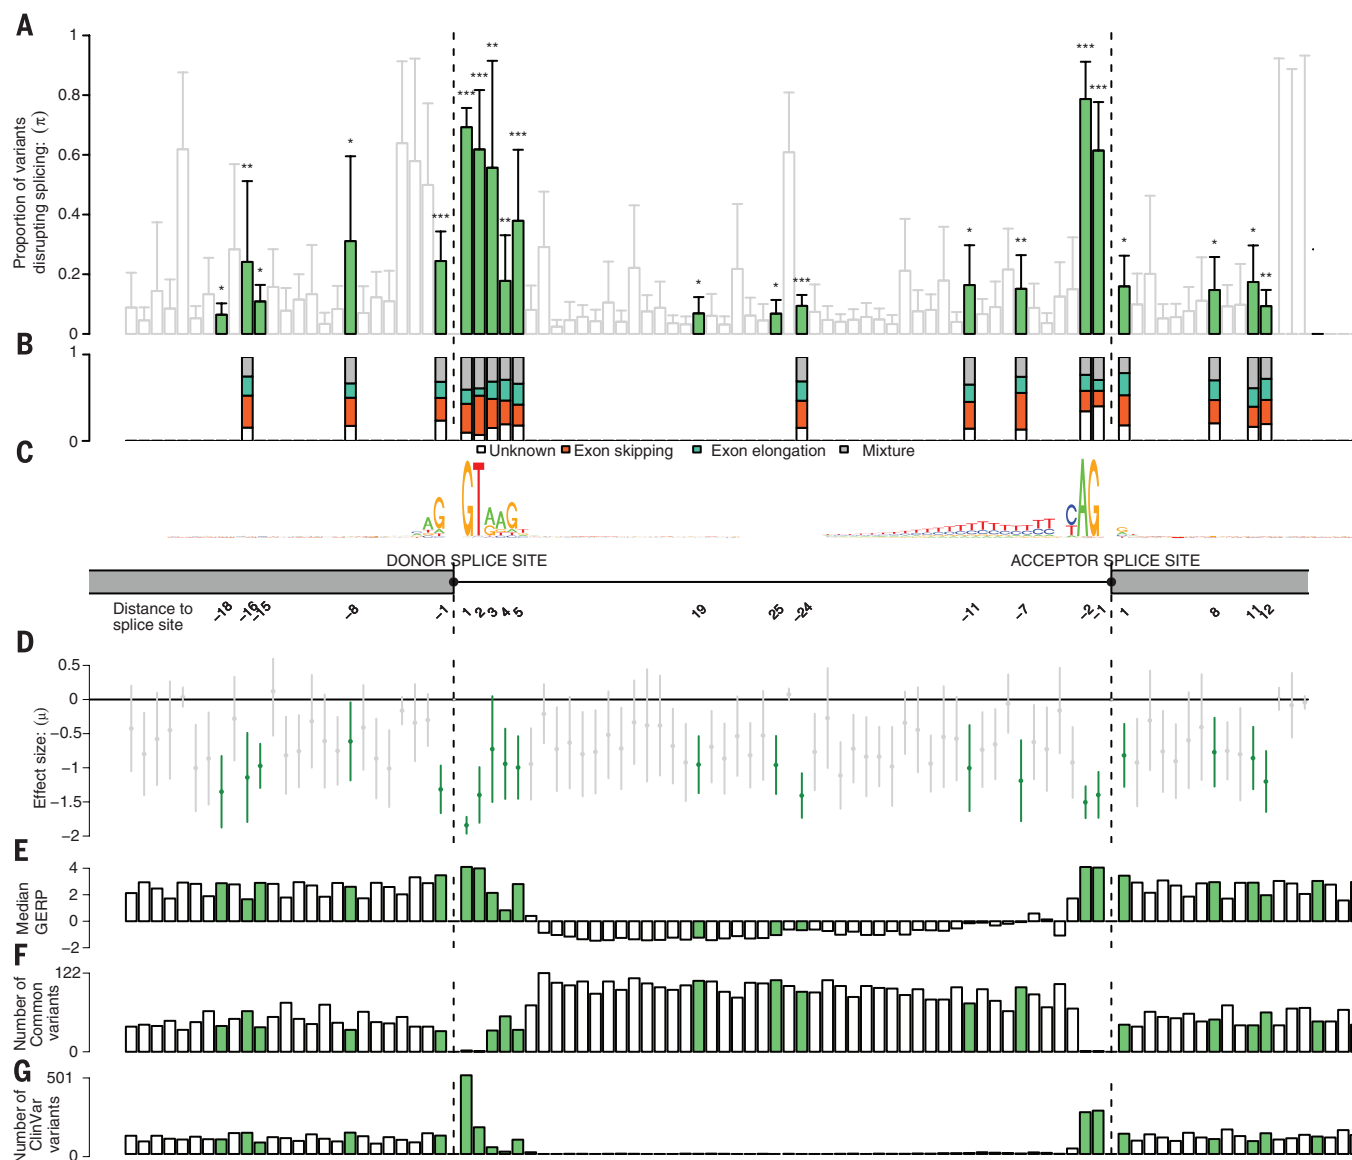 A
Proportion of variants
disrupting splicing: (π)
1
0.8
0.6
0.4
0.2
0
*
**
*
*
***
***
***
**
**
***
*
*
***
*
**
***
***
*
*
*
**
B
1
0
Unknown Exon skipping Exon elongation Mixture
C
A G G T A A G C A G
DONOR SPLICE SITE ACCEPTOR SPLICE SITE
Distance to
splice site
-18 -16 -15 -8 -1 1 2 3 4 5 19 25 -24 -11 -7 -2 -1 1 8 11 12
D
Effect size: (μ)
0.5
0
-0.5
-1
-1.5
-2
E
Median
GERP
4
2
0
-2
F
Number of
Common
variants
122
0
G
Number of
ClinVar
variants
501
0